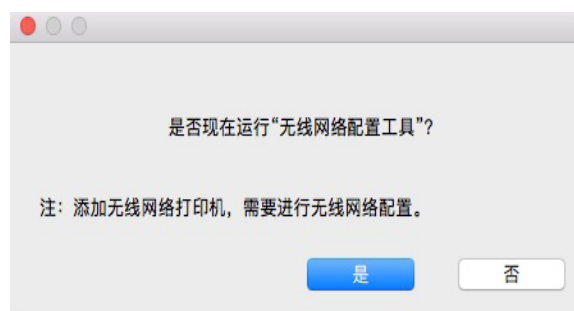 是否现在运行“无线网络配置工具”?
注：添加无线网络打印机，需要进行无线网络配置。
是
否